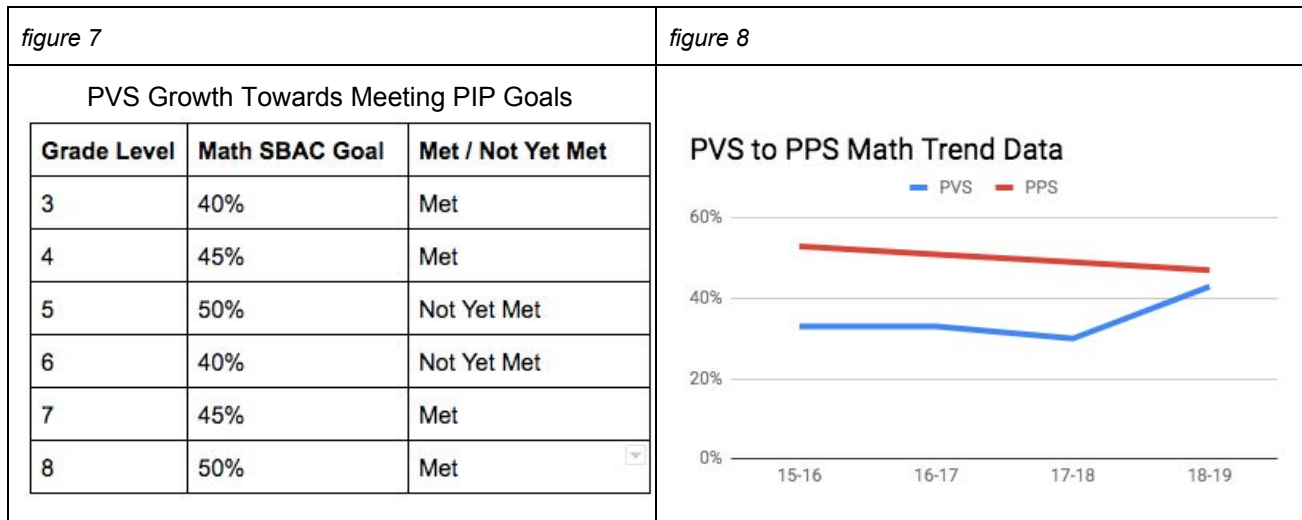 figure 7
figure 8
PVS Growth Towards Meeting PIP Goals
Grade Level Math SBAC Goal Met / Not Yet Met
3 40% Met
4 45% Met
5 50% Not Yet Met
6 40% Not Yet Met
7 45% Met
8 50% Met
PVS to PPS Math Trend Data
PVS PPS
60%
40%
20%
0%
15-16 16-17 17-18 18-19